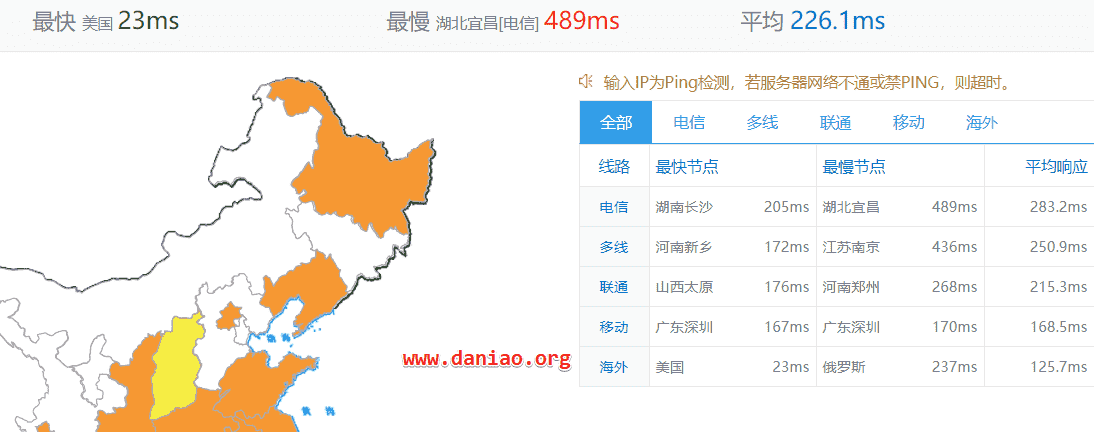 最快 美国 23ms 最慢 湖北宜昌[电信] 489ms 平均 226.1ms
输入IP为Ping检测，若服务器网络不通或禁PING，则超时。
全部 电信 多线 联通 移动 海外
线路 最快节点 最慢节点 平均响应
电信 湖南长沙 205ms 湖北宜昌 489ms 283.2ms
多线 河南新乡 172ms 江苏南京 436ms 250.9ms
联通 山西太原 176ms 河南郑州 268ms 215.3ms
移动 广东深圳 167ms 广东深圳 170ms 168.5ms
海外 美国 23ms 俄罗斯 237ms 125.7ms
渤海
www.daniao.org
黄海